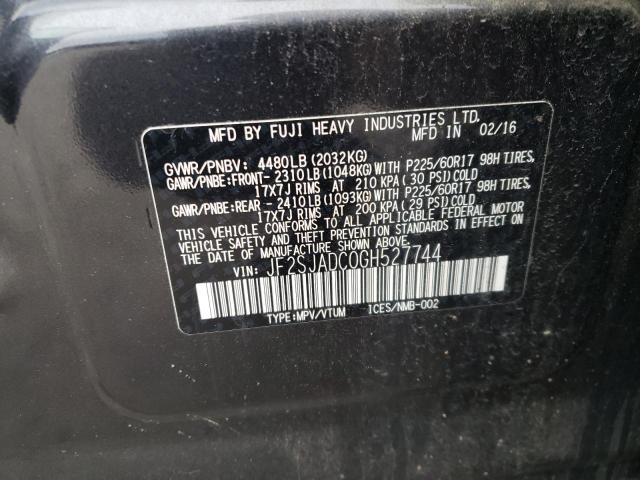 MFD BY FUJI HEAVY INDUSTRIES LTD.
MFD IN 02/16
GVWR/PNBV: 4480LB(2032KG)
GAWR/PNBE:FRONT- 2310LB(1048KG)WITH P225/60R17 98H TIRES,
17X7J RIMS AT 210 KPA(30 PSI)COLD
GAWR/PNBE:REAR - 2410LB(1093KG)WITH P225/60R17 98H TIRES,
17X7J RIMS AT 200 KPA(29 PSI)COLD
THIS VEHICLE CONFORMS TO ALL APPLICABLE FEDERAL MOTOR
VEHICLE SAFETY AND THEFT PREVENTION STANDARDS IN EFFECT ON
THE DATE OF MANUFACTURE SHOWN ABOVE.
VIN: JF2SJADC0GH527744
TYPE:MPV/VTUM ICES/NMB-002